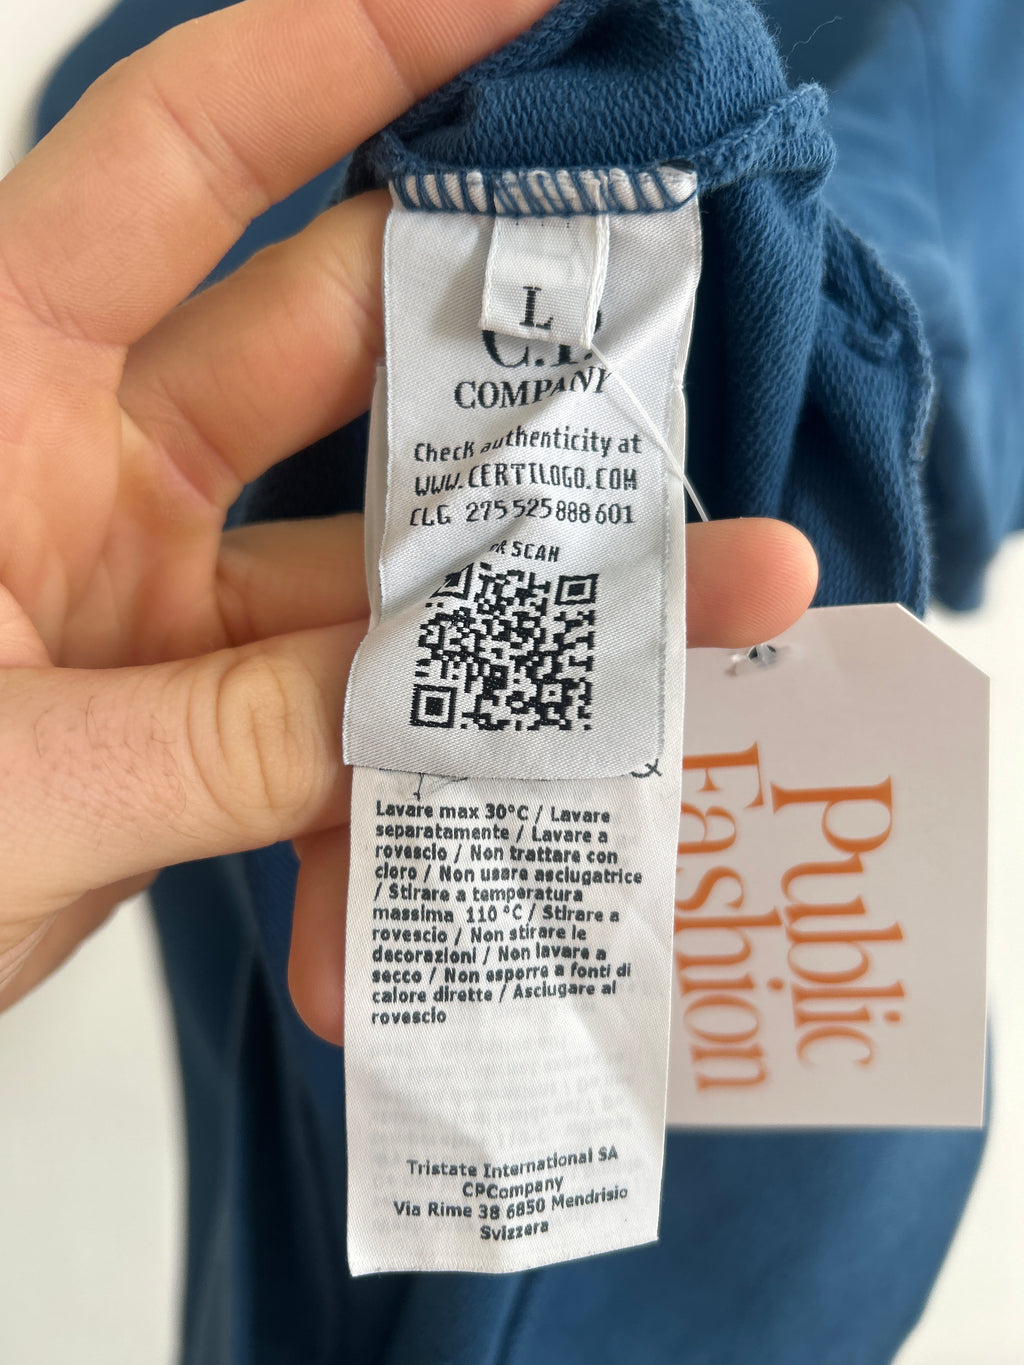 L
C.P.
COMPANY
Check authenticity at
WWW.CERTILOGO.COM
CLG 275 525 888 601
OR SCAN
Lavare max 30°C / Lavare
separatamente / Lavare a
rovescio / Non trattare con
cloro / Non usare asciugatrice
/ Stirare a temperatura
massima 110 °C / Stirare a
rovescio / Non stirare le
decorazioni / Non lavare a
secco / Non esporre a fonti di
calore dirette / Asciugare al
rovescio
Tristate International SA
CPCompany
Via Rime 38 6850 Mendrisio
Svizzera
Public
Fashion